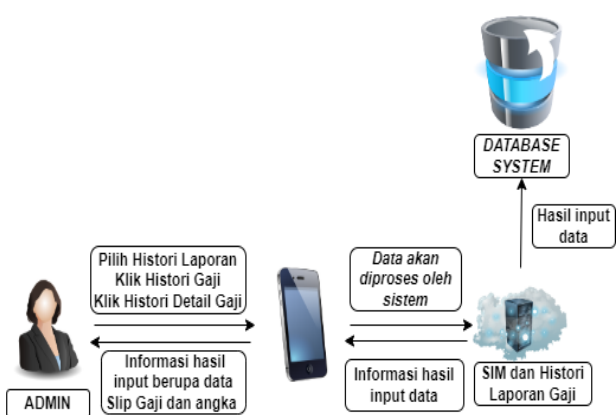 DATABASE
SYSTEM
Hasil input
data
Pilih Histori Laporan
Klik Histori Gaji
Klik Histori Detail Gaji
Data akan
diproses oleh
sistem
Informasi hasil
input berupa data
Slip Gaji dan angka
Informasi hasil
input data
SIM dan Histori
Laporan Gaji
ADMIN